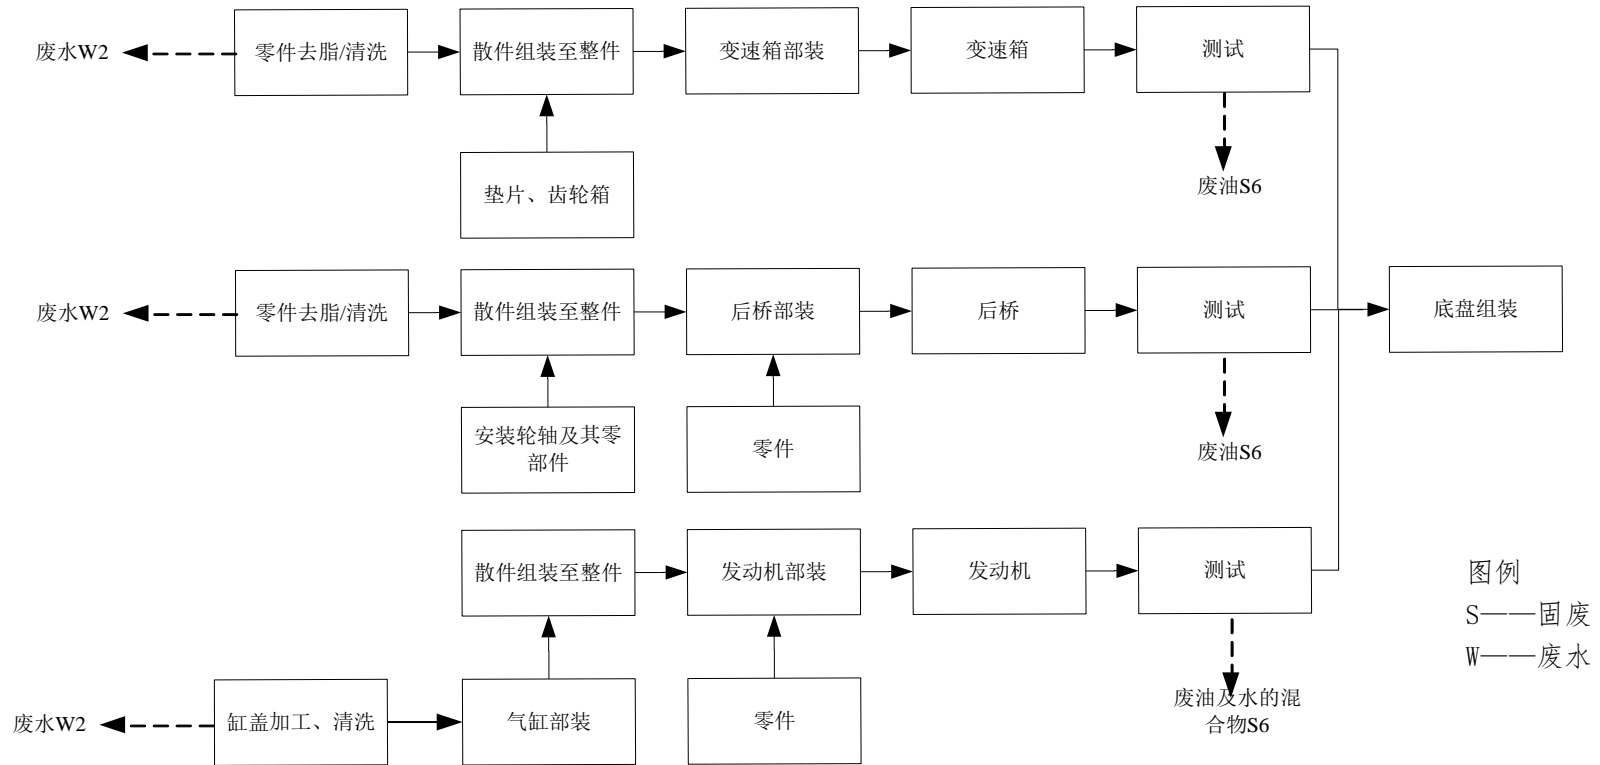 废水W2
零件去脂/清洗
散件组装至整件
变速箱部装
变速箱
测试
垫片、齿轮箱
废油S6
废水W2
零件去脂/清洗
散件组装至整件
后桥部装
后桥
测试
底盘组装
安装轮轴及其零
部件
零件
废油S6
散件组装至整件
发动机部装
发动机
测试
图例
S——固废
W——废水
废水W2
缸盖加工、清洗
气缸部装
零件
废油及水的混
合物S6